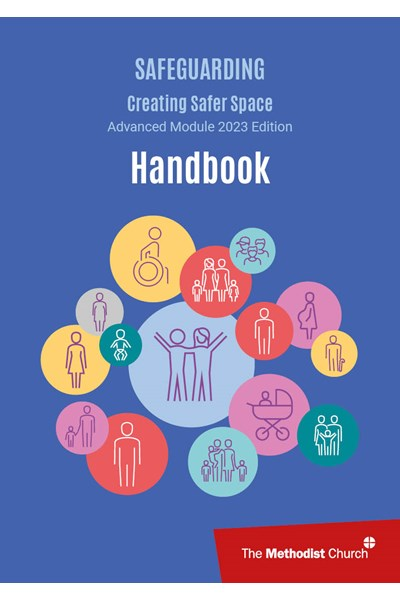 SAFEGUARDING
Creating Safer Space
Advanced Module 2023 Edition
Handbook
The Methodist Church